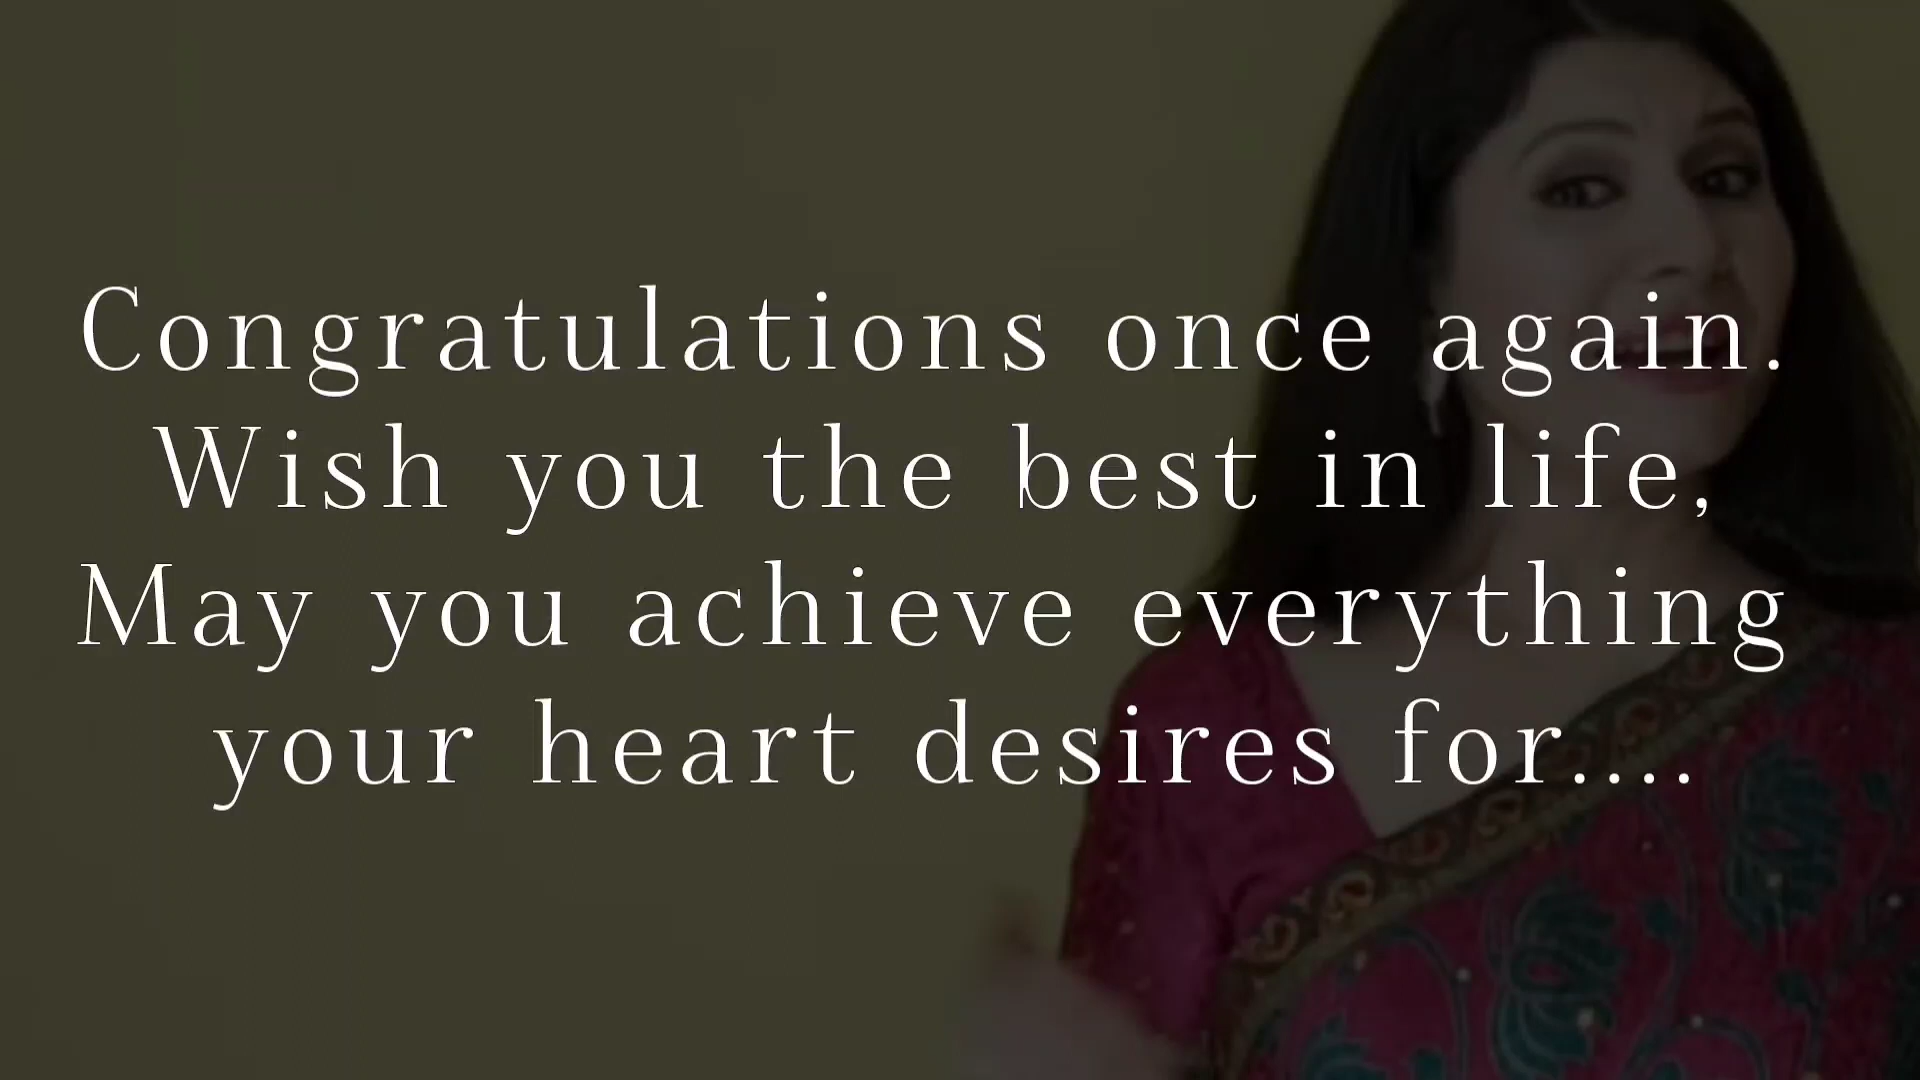 Congratulations once again.
Wish you the best in life,
May you achieve everything
your heart desires for....